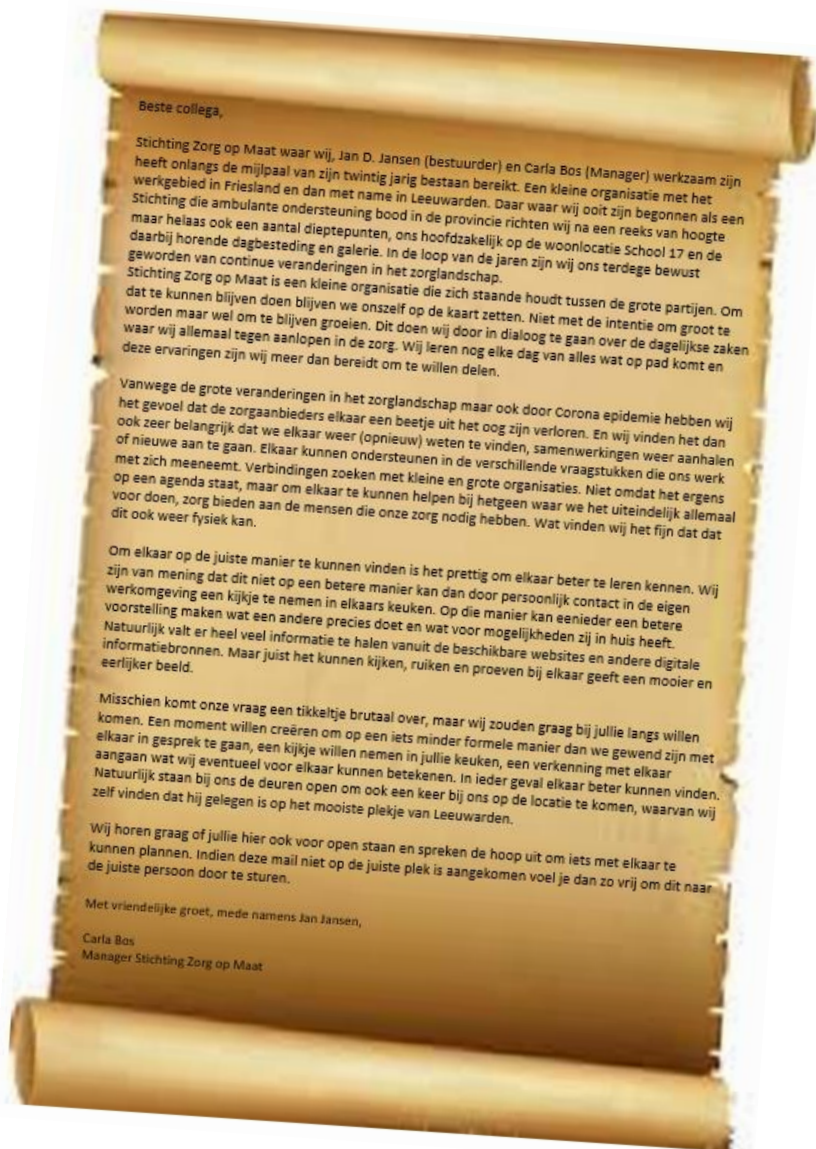 Beste collega,
Stichting Zorg op Maat waar wij, Jan D. Jansen (bestuurder) en Carla Bos (Manager) werkzaam zijn
heeft onlangs de mijlpaal van zijn twintig jarig bestaan bereikt. Een kleine organisatie met het
werkgebied in Friesland en dan met name in Leeuwarden. Daar waar wij ooit zijn begonnen als een
Stichting die ambulante ondersteuning bood in de provincie richten wij na een reeks van hoogte
maar helaas ook een aantal dieptepunten, ons hoofdzakelijk op de woonlocatie School 17 en de
daarbij horende dagbesteding en galerie. In de loop van de jaren zijn wij ons terdege bewust
geworden van continue veranderingen in het zorglandschap.
Stichting Zorg op Maat is een kleine organisatie die zich staande houdt tussen de grote partijen. Om
dat te kunnen blijven doen blijven we onszelf op de kaart zetten. Niet met de intentie om groot te
worden maar wel om te blijven groeien. Dit doen wij door in dialoog te gaan over de dagelijkse zaken
waar wij allemaal tegen aanlopen in de zorg. Wij leren nog elke dag van alles wat op pad komt en
deze ervaringen zijn wij meer dan bereidt om te willen delen.
Vanwege de grote veranderingen in het zorglandschap maar ook door Corona epidemie hebben wij
het gevoel dat de zorgaanbieders elkaar een beetje uit het oog zijn verloren. En wij vinden het dan
ook zeer belangrijk dat we elkaar weer (opnieuw) weten te vinden, samenwerkingen weer aanhalen
of nieuwe aan te gaan. Elkaar kunnen ondersteunen in de verschillende vraagstukken die ons werk
met zich meeneemt. Verbindingen zoeken met kleine en grote organisaties. Niet omdat het ergens
op een agenda staat, maar om elkaar te kunnen helpen bij hetgeen waar we het uiteindelijk allemaal
voor doen, zorg bieden aan de mensen die onze zorg nodig hebben. Wat vinden wij het fijn dat dat
dit ook weer fysiek kan.
Om elkaar op de juiste manier te kunnen vinden is het prettig om elkaar beter te leren kennen. Wij
zijn van mening dat dit niet op een betere manier kan dan door persoonlijk contact in de eigen
werkomgeving een kijkje te nemen in elkaars keuken. Op die manier kan eenieder een betere
voorstelling maken wat een andere precies doet en wat voor mogelijkheden zij in huis heeft.
Natuurlijk valt er heel veel informatie te halen vanuit de beschikbare websites en andere digitale
informatiebronnen. Maar juist het kunnen kijken, ruiken en proeven bij elkaar geeft een mooier en
eerlijker beeld.
Misschien komt onze vraag een tikkeltje brutaal over, maar wij zouden graag bij jullie langs willen
komen. Een moment willen creëren om op een iets minder formele manier dan we gewend zijn met
elkaar in gesprek te gaan, een kijkje willen nemen in jullie keuken, een verkenning met elkaar
aangaan wat wij eventueel voor elkaar kunnen betekenen. In ieder geval elkaar beter kunnen vinden.
Natuurlijk staan bij ons de deuren open om ook een keer bij ons op de locatie te komen, waarvan wij
zelf vinden dat hij gelegen is op het mooiste plekje van Leeuwarden.
Wij horen graag of jullie hier ook voor open staan en spreken de hoop uit om iets met elkaar te
kunnen plannen. Indien deze mail niet op de juiste plek is aangekomen voel je dan zo vrij om dit naar
de juiste persoon door te sturen.
Met vriendelijke groet, mede namens Jan Jansen,
Carla Bos
Manager Stichting Zorg op Maat